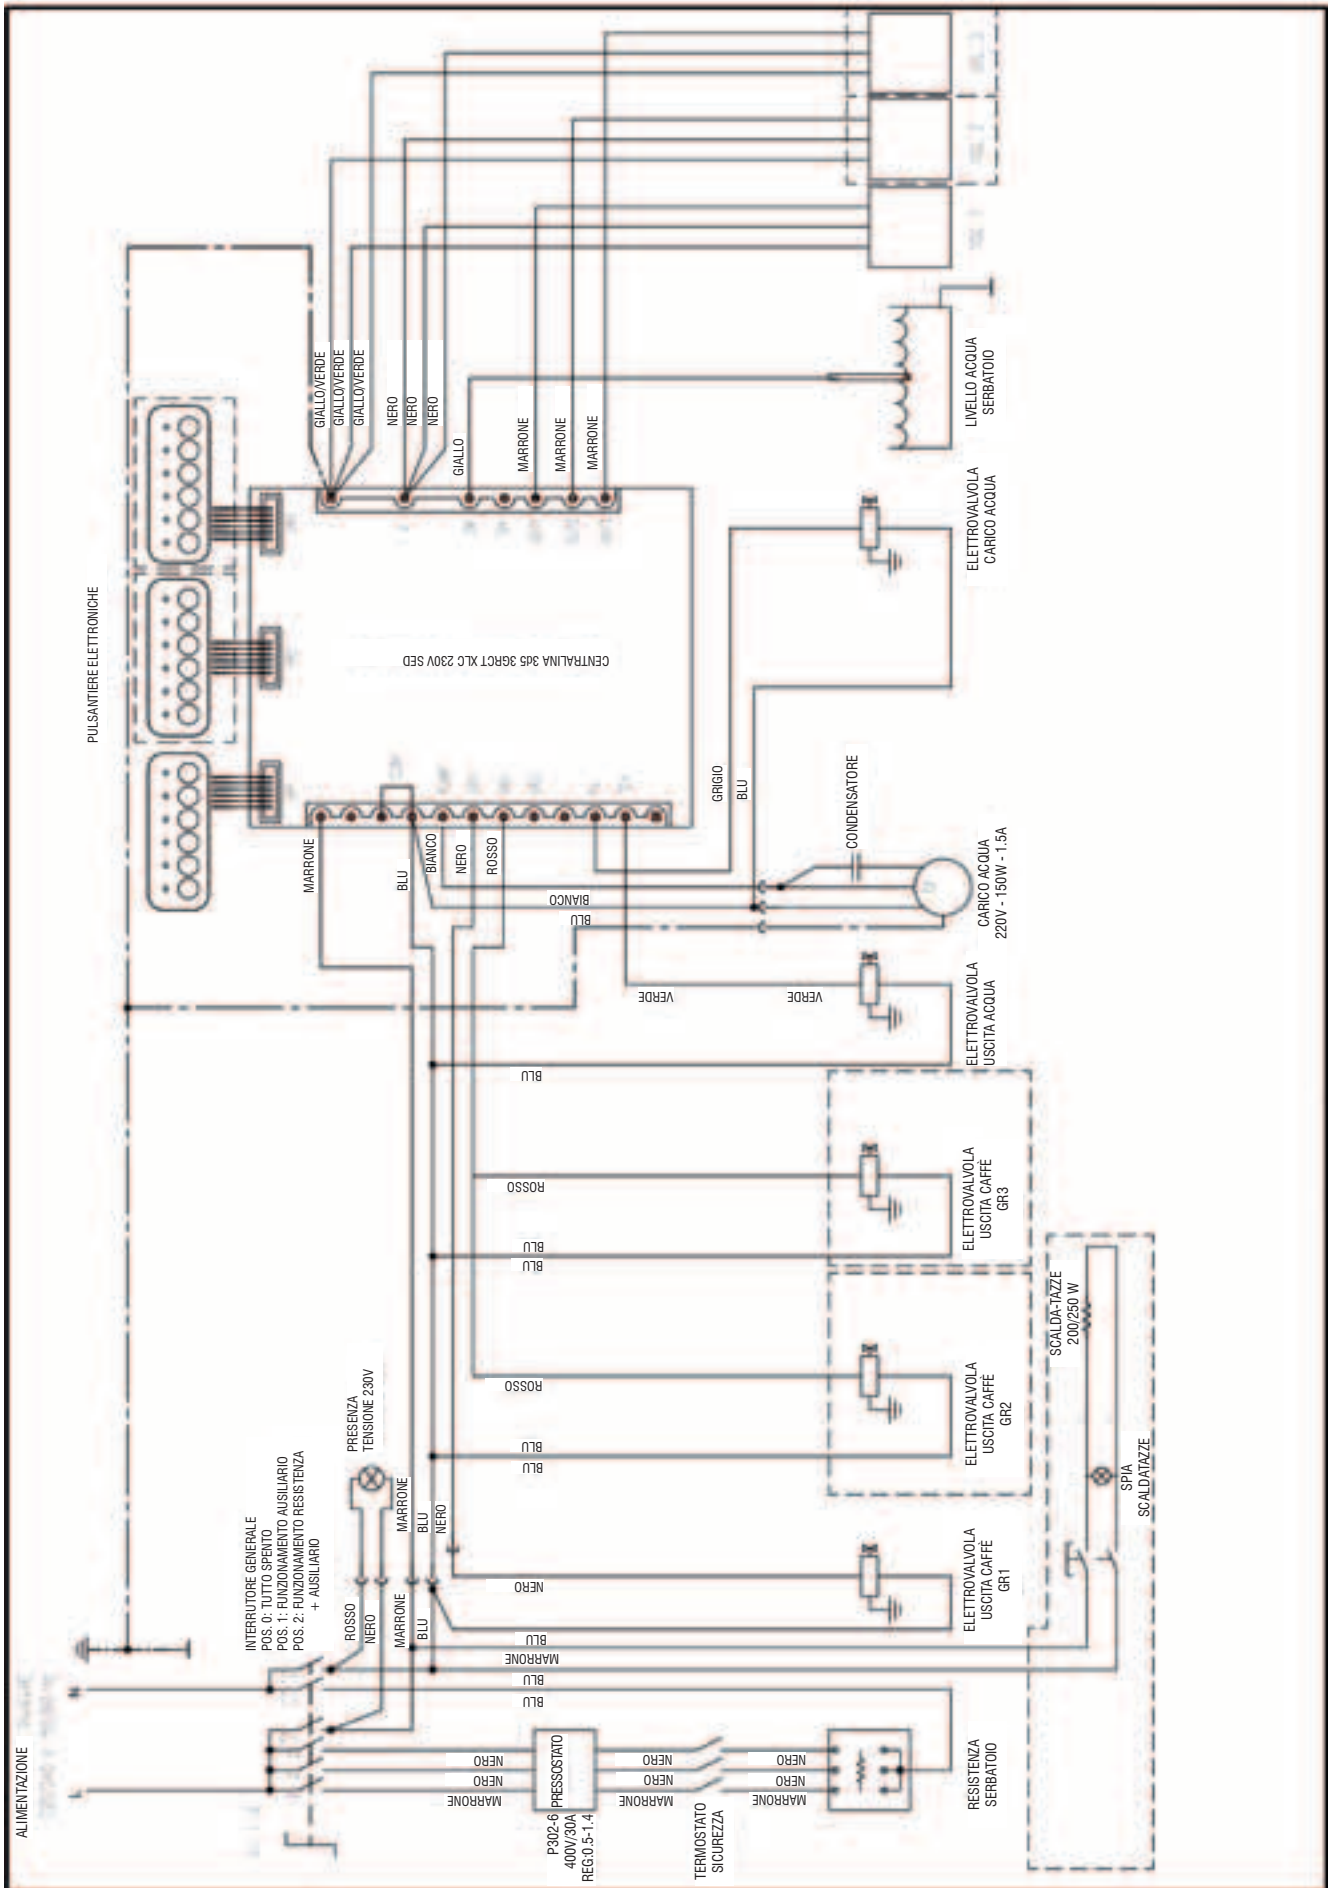 ALIMENTAZIONE
L
N
INTERRUTORE GENERALE
POS. 0: TUTTO SPENTO
POS. 1: FUNZIONAMENTO AUSILIARIO
POS. 2: FUNZIONAMENTO RESISTENZA
+ AUSILIARIO
PRESENZA
TENSIONE 230V
ROSSO
NERO
MARRONE
BLU
MARRONE
BLU
NERO
PULSANTIERE ELETTRONICHE
CENTRALINA 3d5 3GRCT XLC 230V SED
MARRONE
BLU
BIANCO
NERO
ROSSO
GIALLO/VERDE
GIALLO/VERDE
GIALLO/VERDE
NERO
NERO
NERO
GIALLO
MARRONE
MARRONE
MARRONE
GRIGIO
BLU
BIANCO
BLU
CONDENSATORE
VERDE
VERDE
BLU
ROSSO
BLU
BLU
ROSSO
BLU
BLU
NERO
BLU
MARRONE
BLU
BLU
NERO
NERO
MARRONE
P302-6
400V/30A
REG:0.5-1.4
PRESSOSTATO
NERO
NERO
MARRONE
TERMOSTATO
SICUREZZA
NERO
NERO
MARRONE
RESISTENZA
SERBATOIO
ELETTROVALVOLA
USCITA CAFFÈ
GR1
ELETTROVALVOLA
USCITA CAFFÈ
GR2
ELETTROVALVOLA
USCITA CAFFÈ
GR3
ELETTROVALVOLA
USCITA ACQUA
CARICO ACQUA
220V - 150W - 1.5A
ELETTROVALVOLA
CARICO ACQUA
LIVELLO ACQUA
SERBATOIO
SCALDA-TAZZE
200/250 W
SPIA
SCALDATAZZE